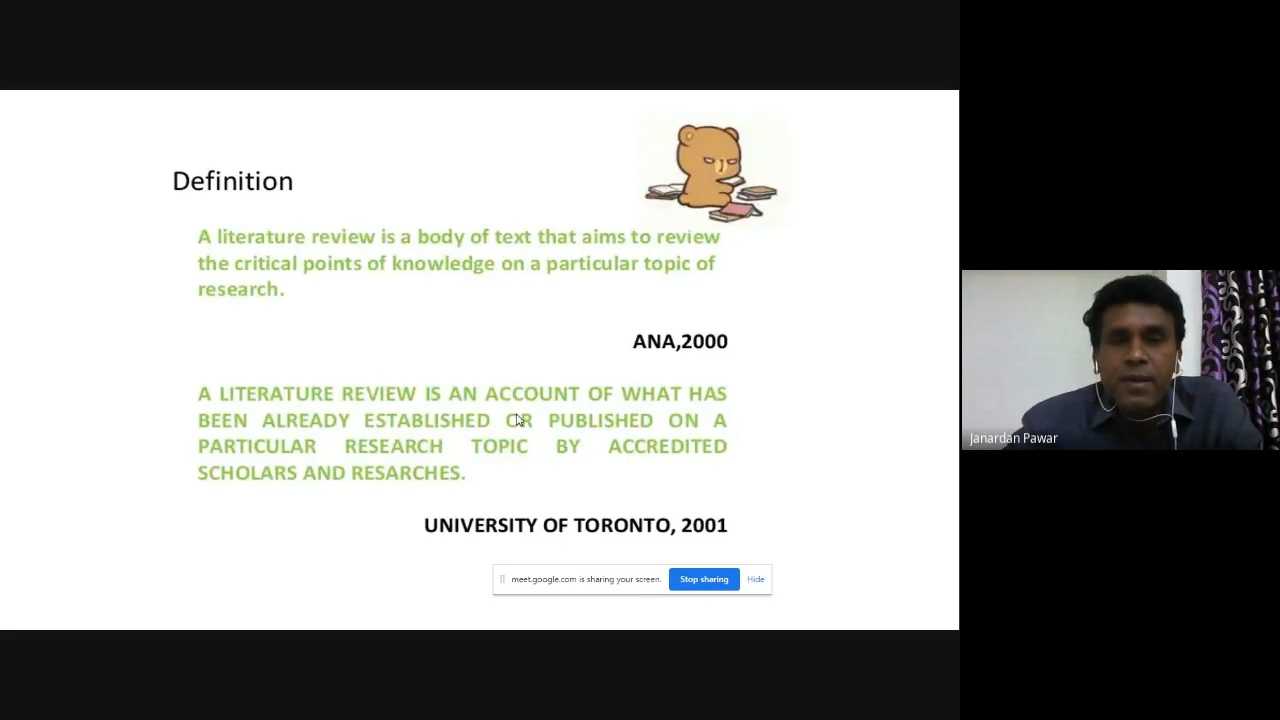 Definition
A literature review is a body of text that aims to review
the critical points of knowledge on a particular topic of
research.
ANA,2000
A LITERATURE REVIEW IS AN ACCOUNT OF WHAT HAS
BEEN ALREADY ESTABLISHED OR PUBLISHED ON A
PARTICULAR RESEARCH TOPIC BY ACCREDITED
SCHOLARS AND RESARCHES.
UNIVERSITY OF TORONTO, 2001
meet.google.com is sharing your screen.
Stop sharing
Hide
Janardan Pawar